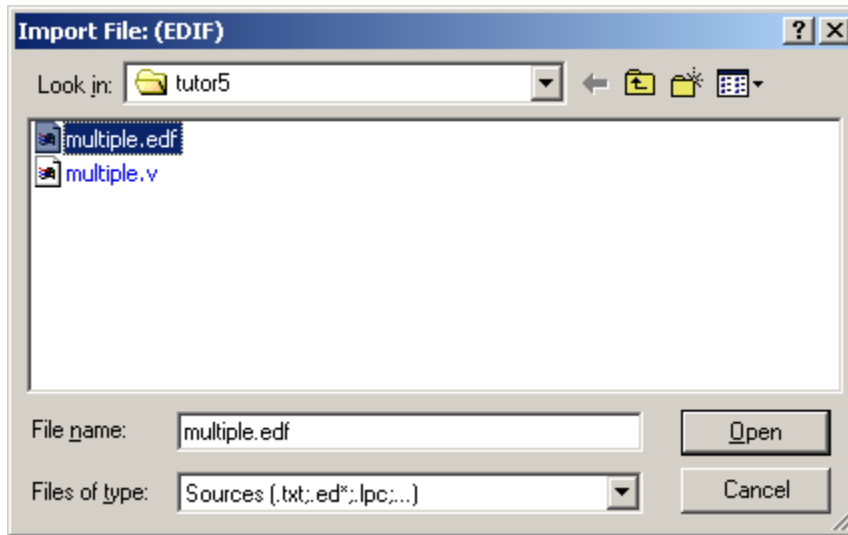 Import File: (EDIF)
Look in: tutor5
multiple.edf
multiple.v
File name: multiple.edf Open
Files of type: Sources (.txt;.ed*;.lpc;...) Cancel